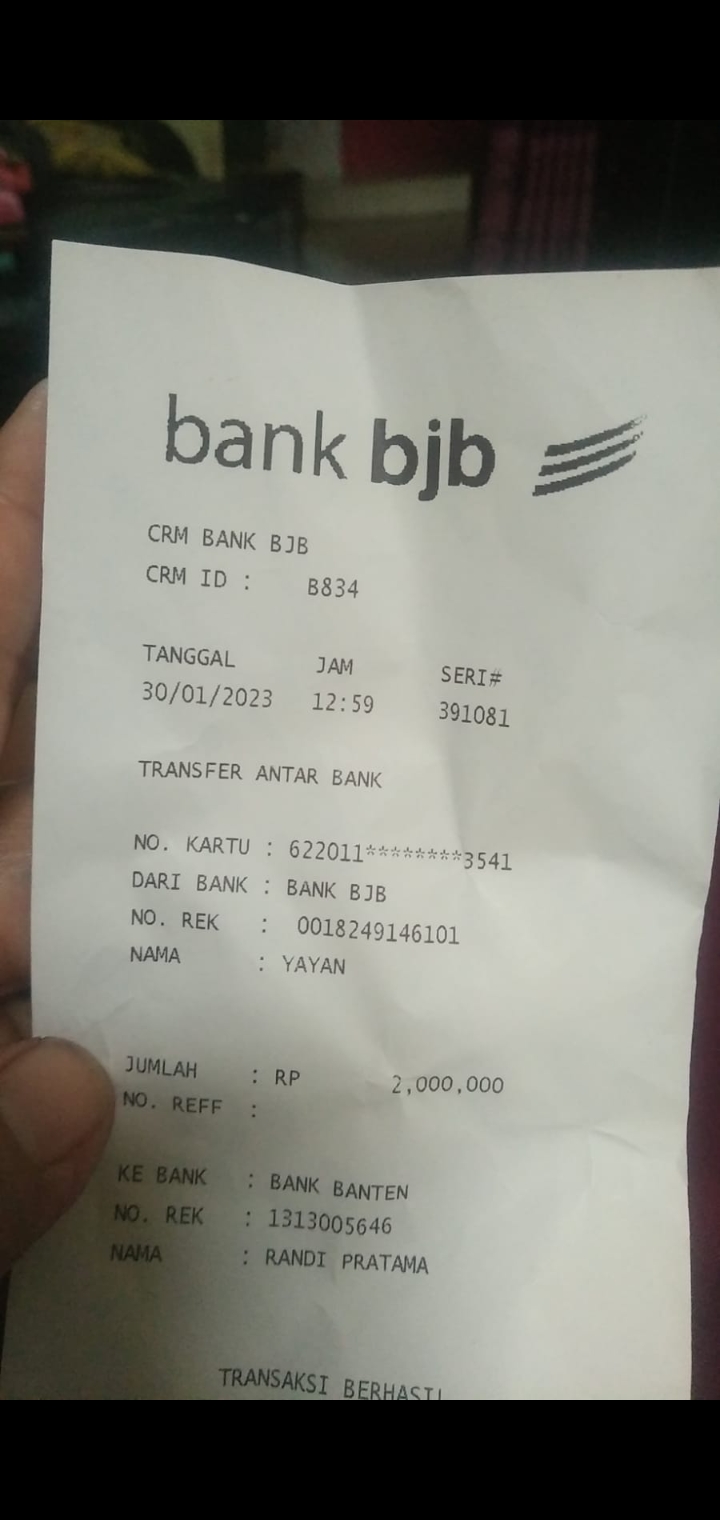 bank bjb
CRM BANK BJB
CRM ID : B834
TANGGAL JAM SERI#
30/01/2023 12:59 391081
TRANSFER ANTAR BANK
NO. KARTU : 622011********3541
DARI BANK : BANK BJB
NO. REK : 0018249146101
NAMA : YAYAN
JUMLAH : RP 2,000,000
NO. REFF :
KE BANK : BANK BANTEN
NO. REK : 1313005646
NAMA : RANDI PRATAMA
TRANSAKSI BERHASIL